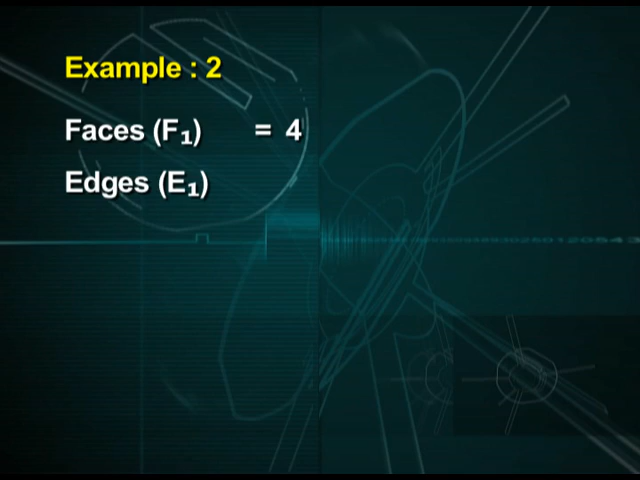 Example : 2
Faces (F₁) = 4
Edges (E₁)